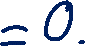 = 0.